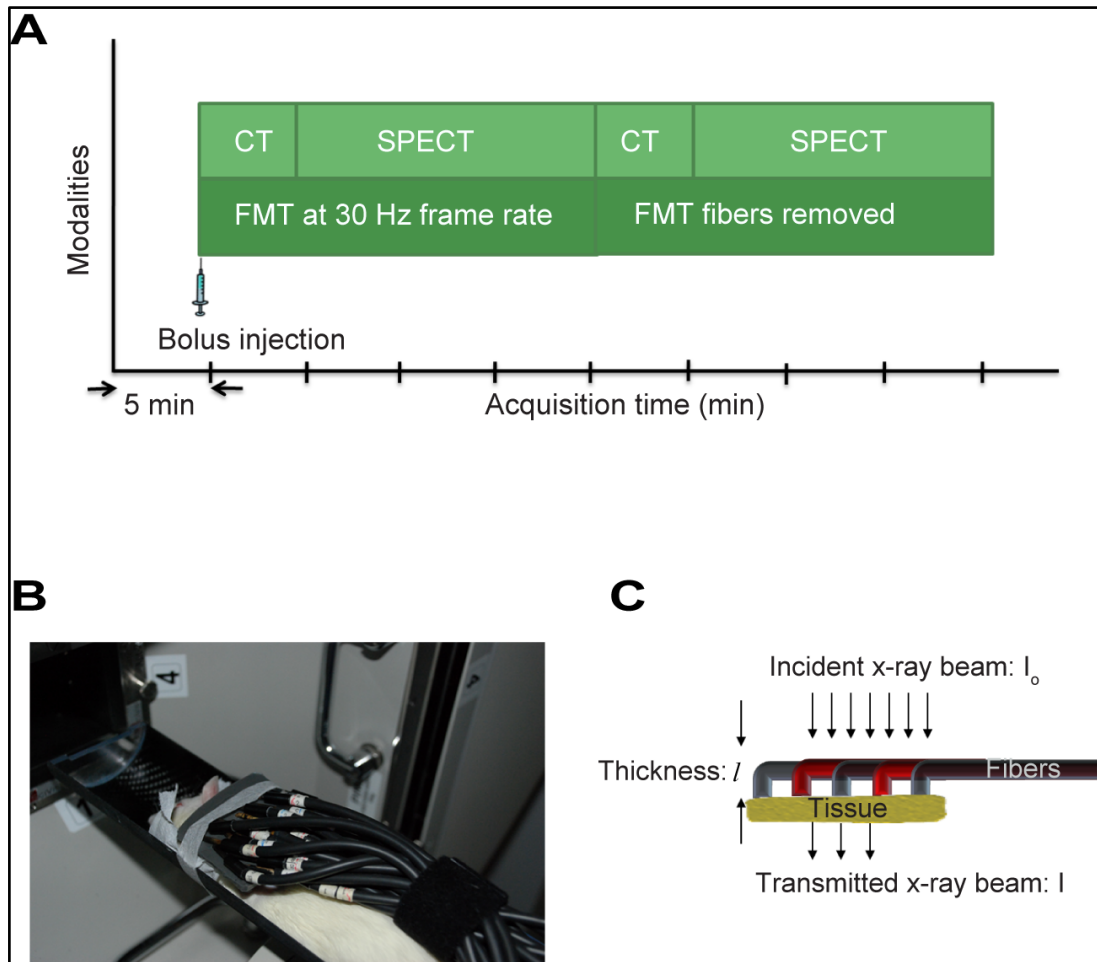 A
Modalities
CT SPECT CT SPECT
FMT at 30 Hz frame rate FMT fibers removed
Bolus injection
5 min Acquisition time (min)
B
4
C
Incident x-ray beam: Io
Thickness: l
Fibers
Tissue
Transmitted x-ray beam: I